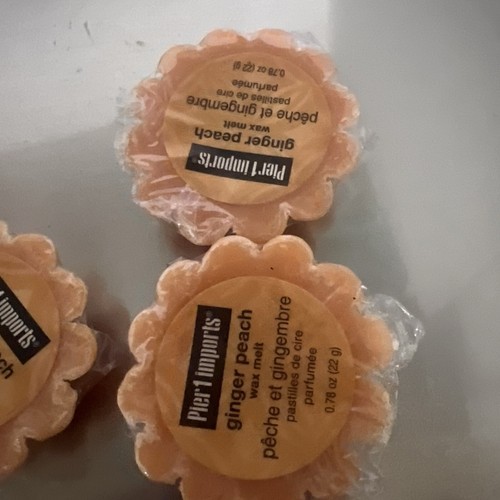 Pier1 imports®
ginger peach
wax melt
pêche et gingembre
pastilles de cire
parfumée
0.78 oz (22 g)
Pier1 imports®
ginger peach
wax melt
pêche et gingembre
pastilles de cire
parfumée
0.78 oz (22 g)
imports®